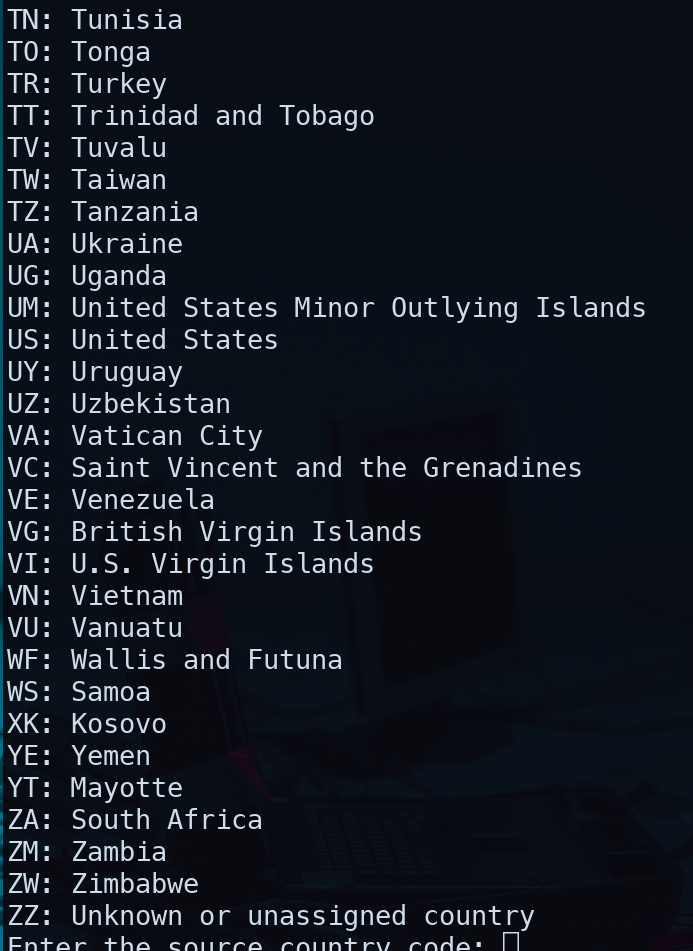 TN: Tunisia
TO: Tonga
TR: Turkey
TT: Trinidad and Tobago
TV: Tuvalu
TW: Taiwan
TZ: Tanzania
UA: Ukraine
UG: Uganda
UM: United States Minor Outlying Islands
US: United States
UY: Uruguay
UZ: Uzbekistan
VA: Vatican City
VC: Saint Vincent and the Grenadines
VE: Venezuela
VG: British Virgin Islands
VI: U.S. Virgin Islands
VN: Vietnam
VU: Vanuatu
WF: Wallis and Futuna
WS: Samoa
XK: Kosovo
YE: Yemen
YT: Mayotte
ZA: South Africa
ZM: Zambia
ZW: Zimbabwe
ZZ: Unknown or unassigned country
Enter the source country code: